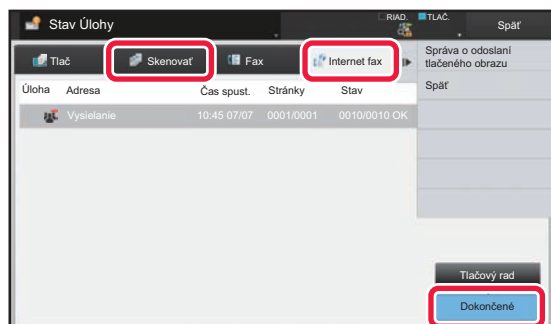 Stav Úlohy
RIAD.
TLAČ.
Späť
Tlač
Skenovať
Fax
Internet fax
Správa o odoslaní
tlačeného obrazu
Späť
Úloha Adresa Čas spust. Stránky Stav
Vysielanie 10:45 07/07 0001/0001 0010/0010 OK
Tlačový rad
Dokončené